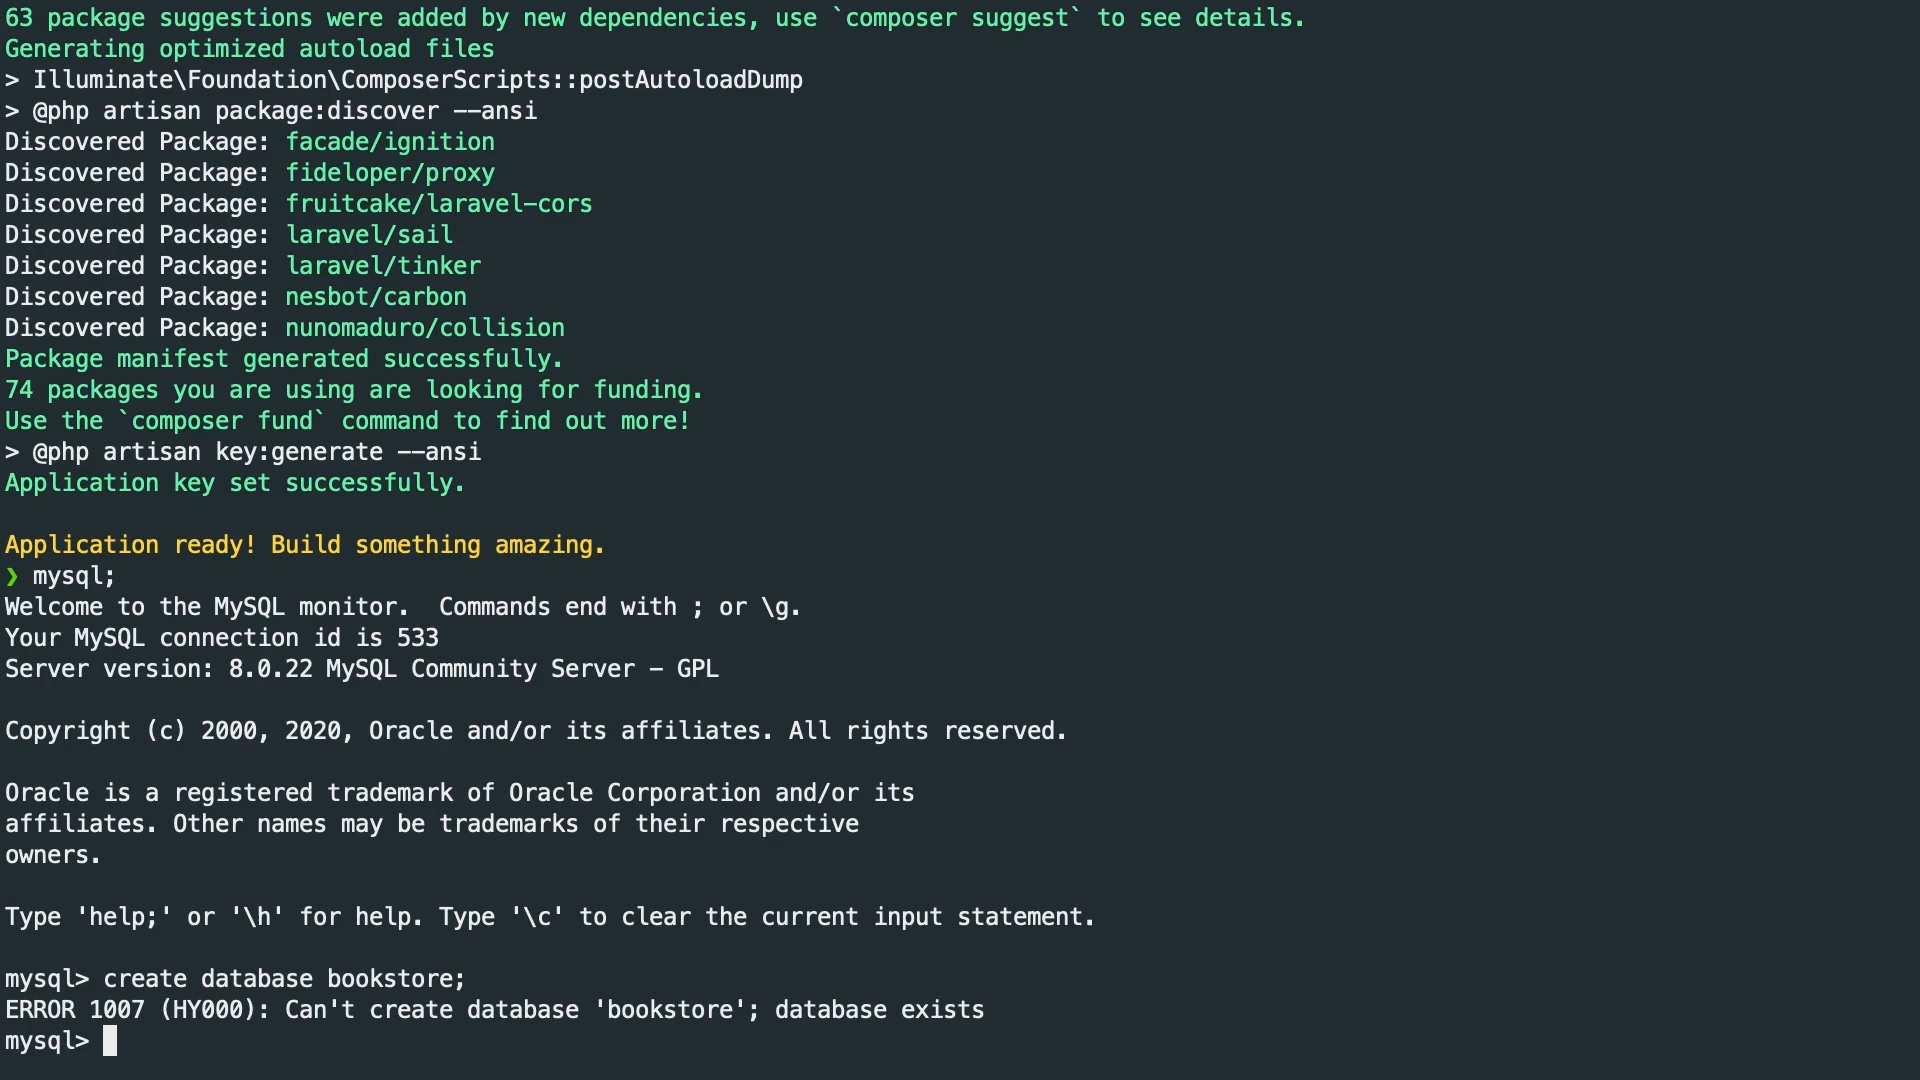 63 package suggestions were added by new dependencies, use `composer suggest` to see details.
Generating optimized autoload files
> Illuminate\Foundation\ComposerScripts::postAutoloadDump
> @php artisan package:discover --ansi
Discovered Package: facade/ignition
Discovered Package: fideloper/proxy
Discovered Package: fruitcake/laravel-cors
Discovered Package: laravel/sail
Discovered Package: laravel/tinker
Discovered Package: nesbot/carbon
Discovered Package: nunomaduro/collision
Package manifest generated successfully.
74 packages you are using are looking for funding.
Use the `composer fund` command to find out more!
> @php artisan key:generate --ansi
Application key set successfully.
Application ready! Build something amazing.
❯ mysql;
Welcome to the MySQL monitor.  Commands end with ; or \g.
Your MySQL connection id is 533
Server version: 8.0.22 MySQL Community Server - GPL
Copyright (c) 2000, 2020, Oracle and/or its affiliates. All rights reserved.
Oracle is a registered trademark of Oracle Corporation and/or its
affiliates. Other names may be trademarks of their respective
owners.
Type 'help;' or '\h' for help. Type '\c' to clear the current input statement.
mysql> create database bookstore;
ERROR 1007 (HY000): Can't create database 'bookstore'; database exists
mysql>